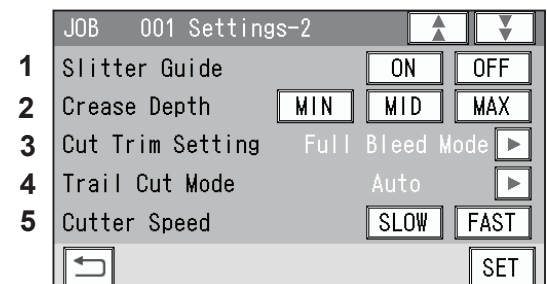 JOB 001 Settings-2
1 Slitter Guide ON OFF
2 Crease Depth MIN MID MAX
3 Cut Trim Setting Full Bleed Mode
4 Trail Cut Mode Auto
5 Cutter Speed SLOW FAST
SET